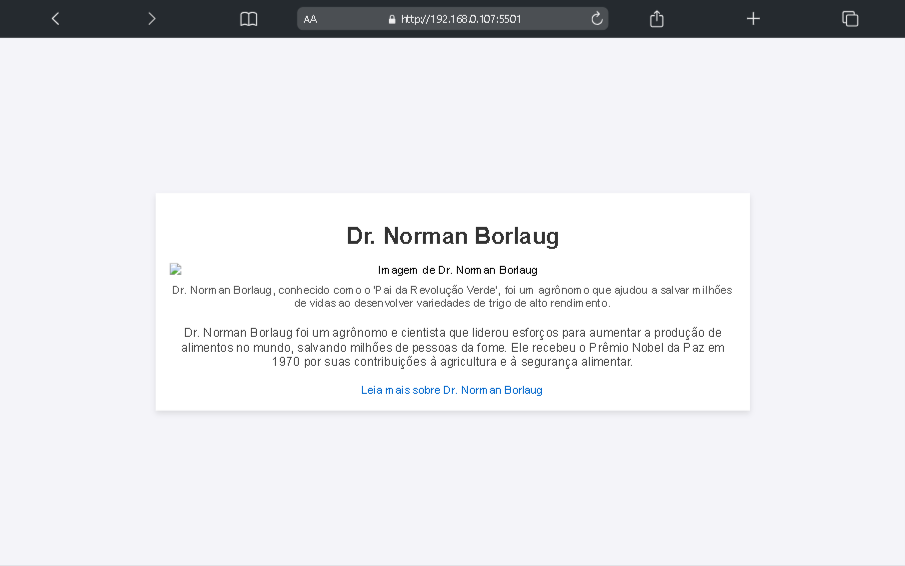 AA
http://192.168.0.107:5501
Dr. Norman Borlaug
Imagem de Dr. Norman Borlaug
Dr. Norman Borlaug, conhecido como o 'Pai da Revolução Verde', foi um agrônomo que ajudou a salvar milhões
de vidas ao desenvolver variedades de trigo de alto rendimento.
Dr. Norman Borlaug foi um agrônomo e cientista que liderou esforços para aumentar a produção de
alimentos no mundo, salvando milhões de pessoas da fome. Ele recebeu o Prêmio Nobel da Paz em
1970 por suas contribuições à agricultura e à segurança alimentar.
Leia mais sobre Dr. Norman Borlaug